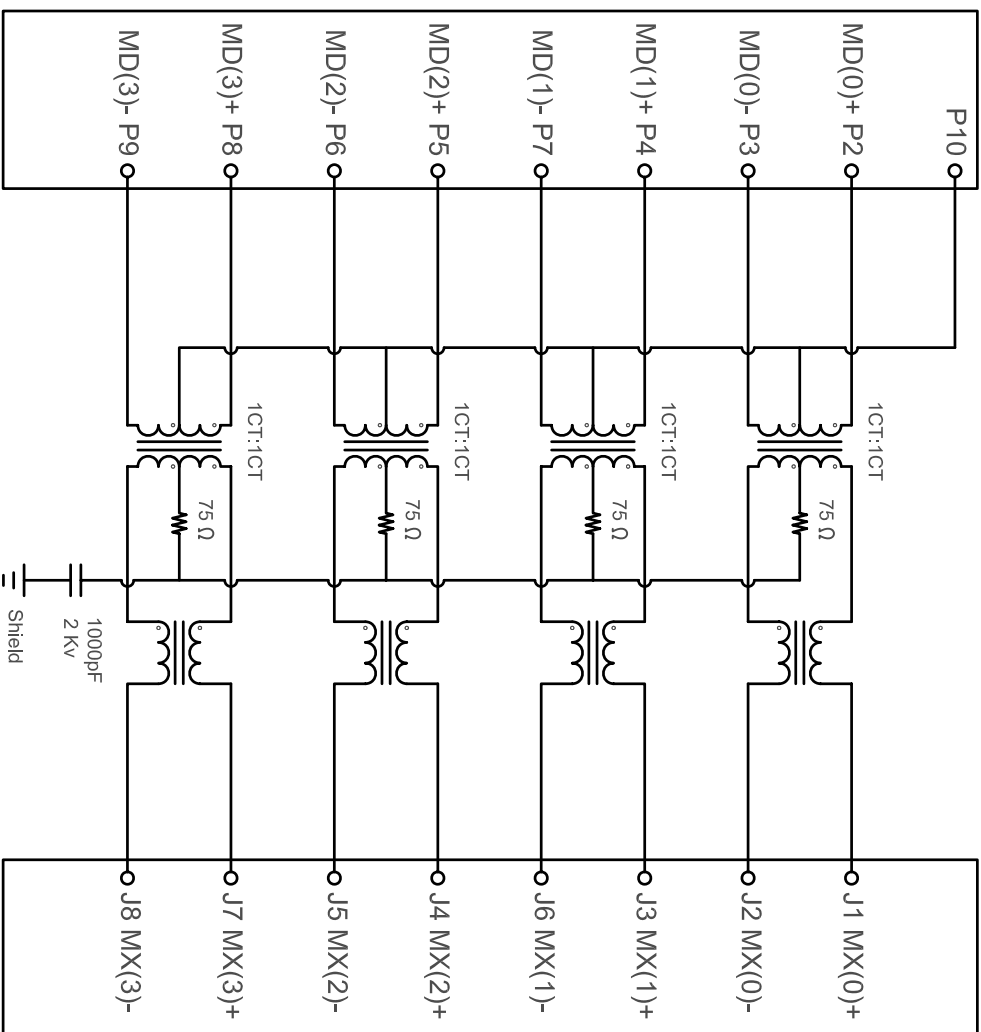 P10
MD(0)+ P2
MD(0)- P3
MD(1)+ P4
MD(1)- P7
MD(2)+ P5
MD(2)- P6
MD(3)+ P8
MD(3)- P9
1CT:1CT
1CT:1CT
1CT:1CT
1CT:1CT
75 Ω
75 Ω
75 Ω
75 Ω
1000pF
2 Kv
Shield
J1 MX(0)+
J2 MX(0)-
J3 MX(1)+
J6 MX(1)-
J4 MX(2)+
J5 MX(2)-
J7 MX(3)+
J8 MX(3)-